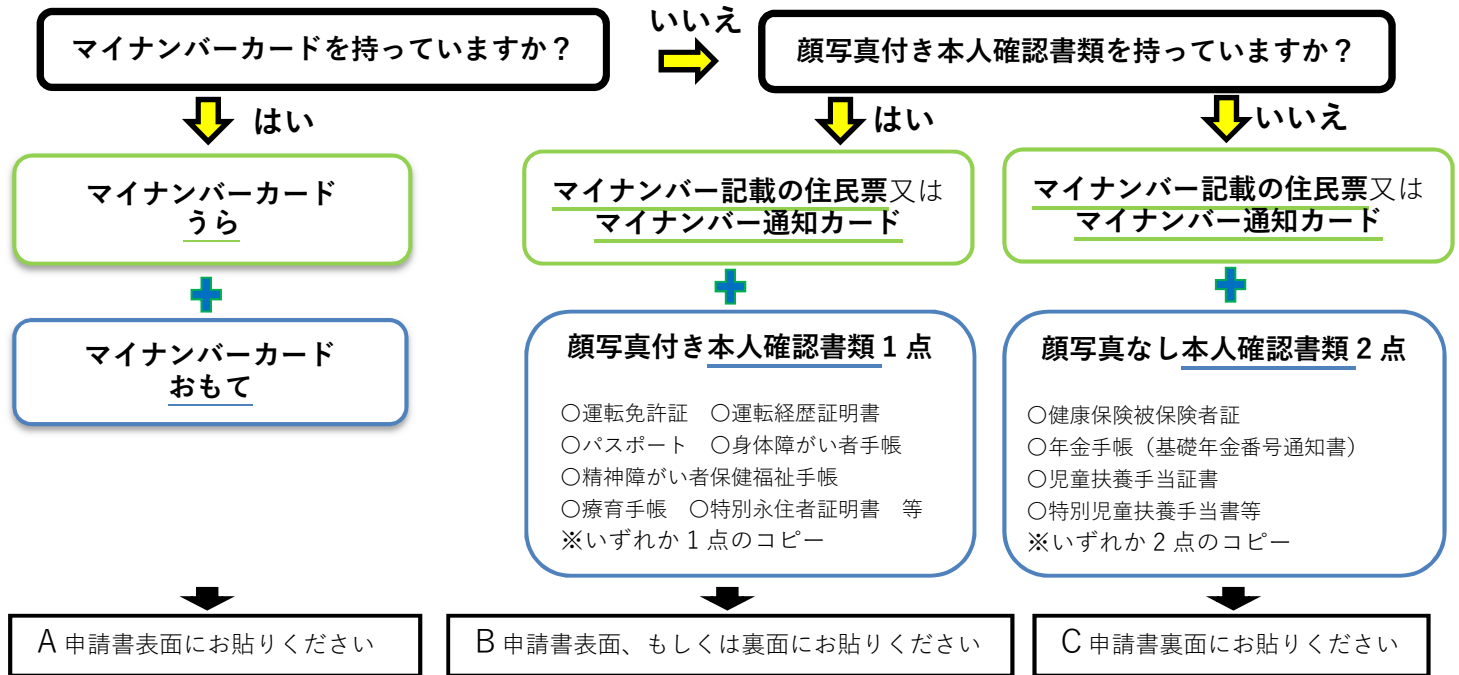 マイナンバーカードを持っていますか？
いいえ
顔写真付き本人確認書類を持っていますか？
はい
はい
いいえ
マイナンバーカード
うら
マイナンバーカード
おもて
A 申請書表面にお貼りください
マイナンバー記載の住民票又は
マイナンバー通知カード
顔写真付き本人確認書類 1 点
〇運転免許証　〇運転経歴証明書
〇パスポート　〇身体障がい者手帳
〇精神障がい者保健福祉手帳
〇療育手帳　〇特別永住者証明書　等
※いずれか 1 点のコピー
B 申請書表面、もしくは裏面にお貼りください
マイナンバー記載の住民票又は
マイナンバー通知カード
顔写真なし本人確認書類 2 点
〇健康保険被保険者証
〇年金手帳（基礎年金番号通知書）
〇児童扶養手当証書
〇特別児童扶養手当書等
※いずれか 2 点のコピー
C 申請書裏面にお貼りください